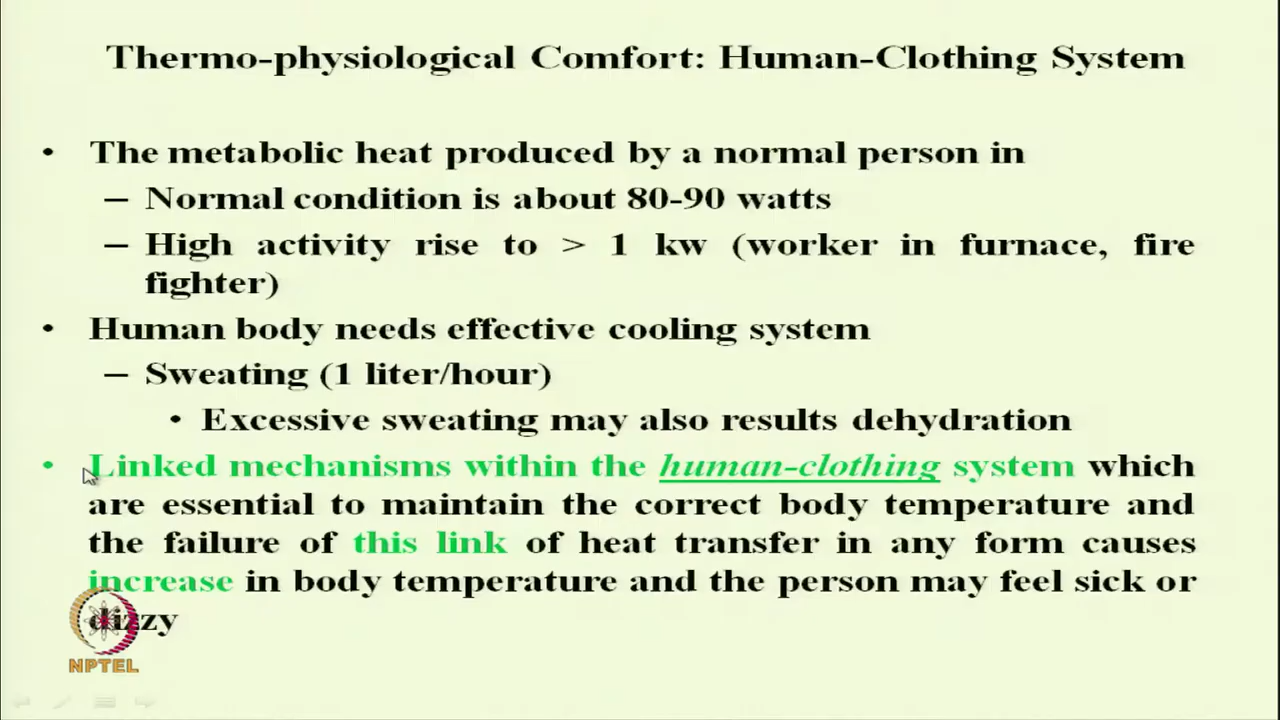 Thermo-physiological Comfort: Human-Clothing System
• The metabolic heat produced by a normal person in
– Normal condition is about 80-90 watts
– High activity rise to > 1 kw (worker in furnace, fire
fighter)
• Human body needs effective cooling system
– Sweating (1 liter/hour)
• Excessive sweating may also results dehydration
• Linked mechanisms within the human-clothing system which
are essential to maintain the correct body temperature and
the failure of this link of heat transfer in any form causes
increase in body temperature and the person may feel sick or
dizzy
NPTEL